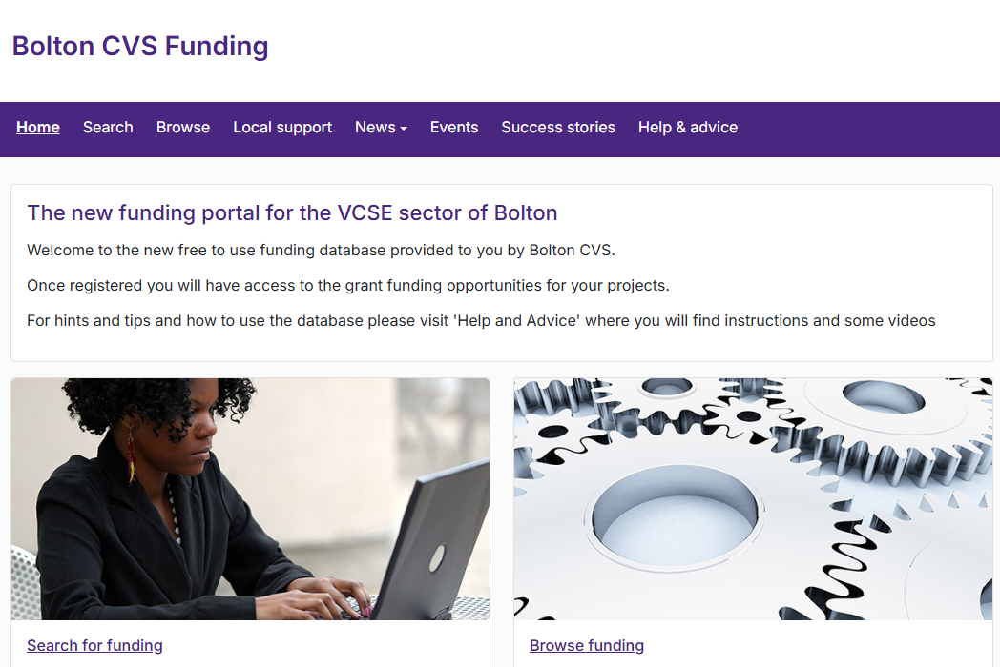 Bolton CVS Funding
Home Search Browse Local support News Events Success stories Help & advice
The new funding portal for the VCSE sector of Bolton
Welcome to the new free to use funding database provided to you by Bolton CVS.
Once registered you will have access to the grant funding opportunities for your projects.
For hints and tips and how to use the database please visit 'Help and Advice' where you will find instructions and some videos
Search for funding
Browse funding